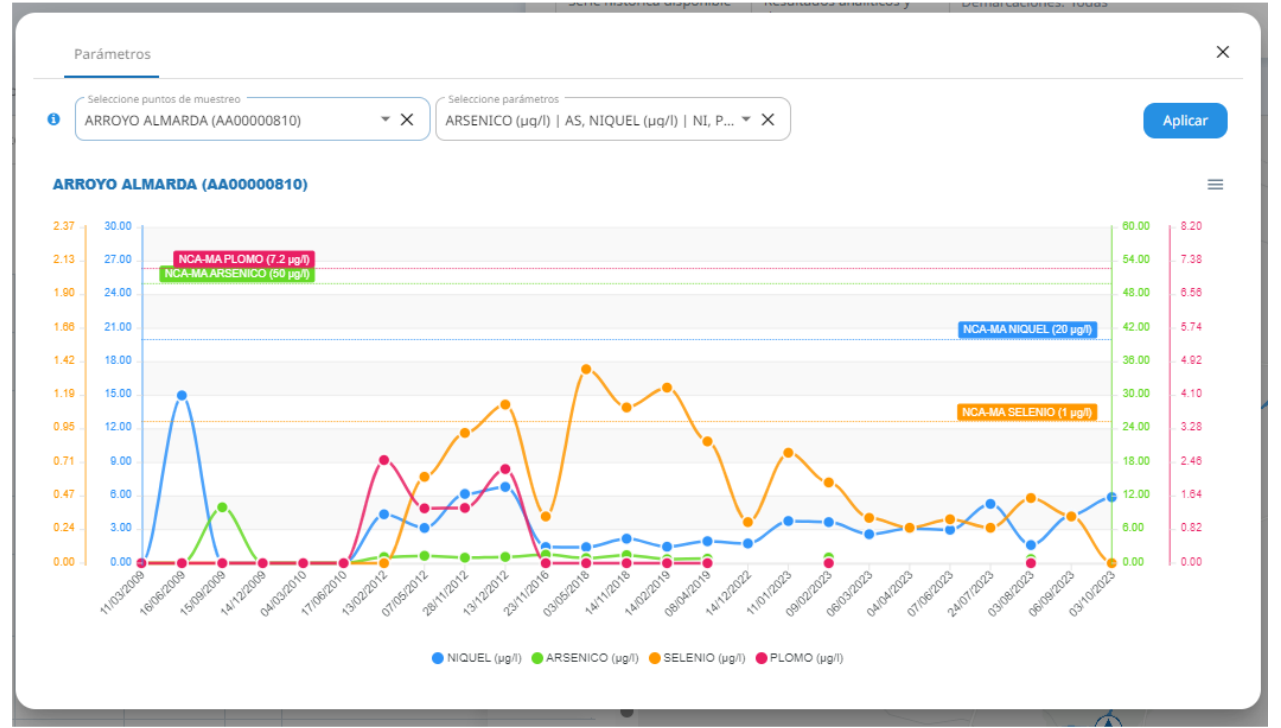 Serie histórica disponible
Resultados analíticos y
Demarcaciones: Todas
Parámetros
Seleccione puntos de muestreo
ARROYO ALMARDA (AA00000810)
Seleccione parámetros
ARSENICO (µg/l) | AS, NIQUEL (µg/l) | NI, P...
Aplicar
ARROYO ALMARDA (AA00000810)
2.37 30.00 60.00 8.20
2.13 27.00 NCA-MA PLOMO (7.2 µg/l) 54.00 7.38
NCA-MA ARSENICO (50 µg/l)
1.90 24.00 48.00 6.56
1.66 21.00 NCA-MA NIQUEL (20 µg/l) 42.00 5.74
1.42 18.00 36.00 4.92
1.19 15.00 30.00 4.10
NCA-MA SELENIO (1 µg/l)
0.95 12.00 24.00 3.28
0.71 9.00 18.00 2.46
0.47 6.00 12.00 1.64
0.24 3.00 6.00 0.82
0.00 0.00 0.00 0.00
11/03/2009 16/06/2009 15/09/2009 14/12/2009 04/03/2010 17/06/2010 13/02/2012 07/05/2012 28/11/2012 13/12/2012 23/11/2016 03/05/2018 14/11/2018 14/02/2019 08/04/2019 14/12/2022 11/01/2023 09/02/2023 06/03/2023 04/04/2023 07/06/2023 24/07/2023 03/08/2023 06/09/2023 03/10/2023
NIQUEL (µg/l) ARSENICO (µg/l) SELENIO (µg/l) PLOMO (µg/l)